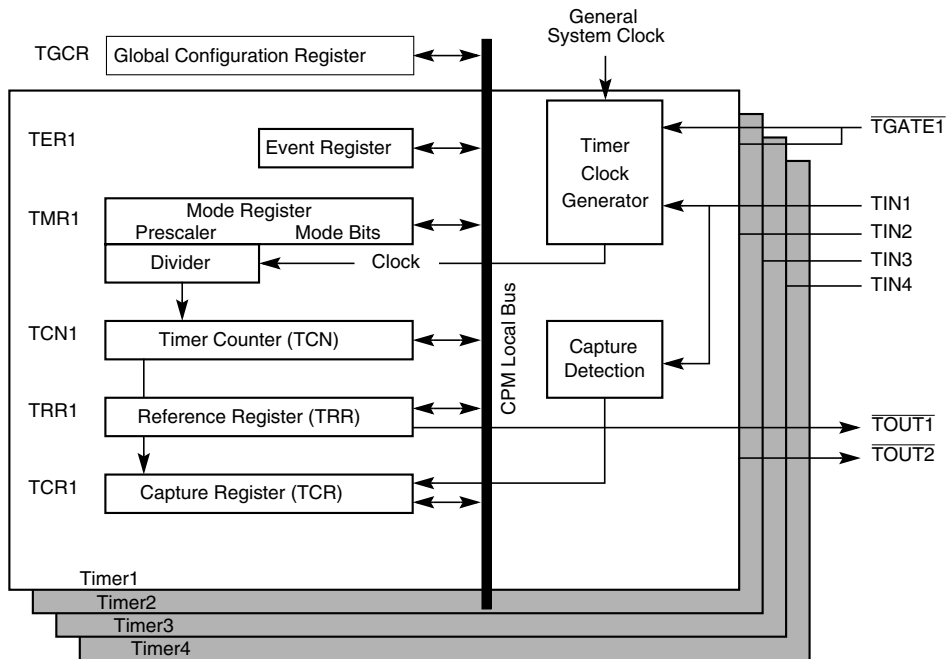 General
System Clock
TGCR
Global Configuration Register
TER1
Event Register
Timer
Clock
Generator
TGATE1
TMR1
Mode Register
Prescaler
Mode Bits
Divider
Clock
TIN1
TIN2
TIN3
TIN4
TCN1
Timer Counter (TCN)
CPM Local Bus
Capture
Detection
TRR1
Reference Register (TRR)
TOUT1
TOUT2
TCR1
Capture Register (TCR)
Timer1
Timer2
Timer3
Timer4